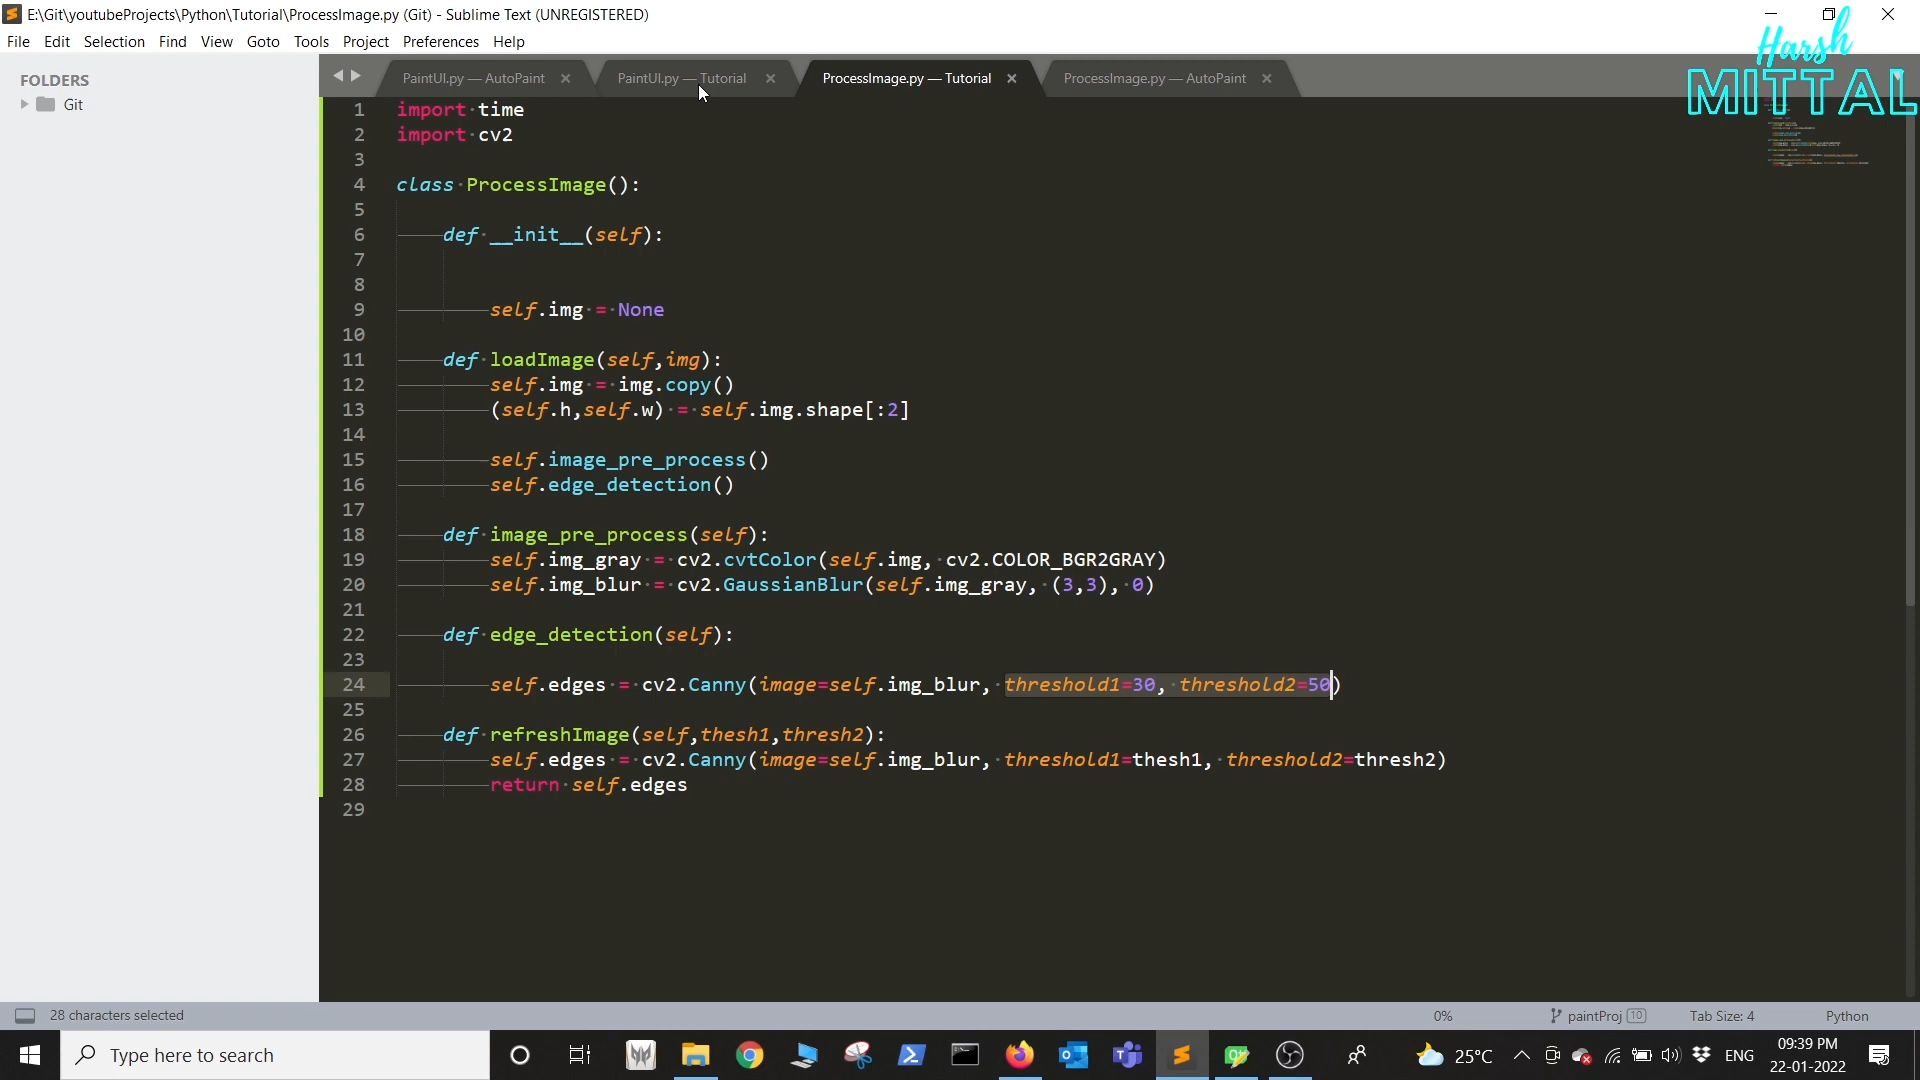 E:\Git\youtubeProjects\Python\Tutorial\ProcessImage.py (Git) - Sublime Text (UNREGISTERED)
Harsh
MITTAL
File Edit Selection Find View Goto Tools Project Preferences Help
FOLDERS
Git
PaintUI.py — AutoPaint
PaintUI.py — Tutorial
ProcessImage.py — Tutorial
ProcessImage.py — AutoPaint
1 import time
2 import cv2
3
4 class ProcessImage():
5
6 def __init__(self):
7
8
9 self.img = None
10
11 def loadImage(self,img):
12 self.img = img.copy()
13 (self.h,self.w) = self.img.shape[:2]
14
15 self.image_pre_process()
16 self.edge_detection()
17
18 def image_pre_process(self):
19 self.img_gray = cv2.cvtColor(self.img, cv2.COLOR_BGR2GRAY)
20 self.img_blur = cv2.GaussianBlur(self.img_gray, (3,3), 0)
21
22 def edge_detection(self):
23
24 self.edges = cv2.Canny(image=self.img_blur, threshold1=30, threshold2=50)
25
26 def refreshImage(self,thesh1,thresh2):
27 self.edges = cv2.Canny(image=self.img_blur, threshold1=thesh1, threshold2=thresh2)
28 return self.edges
29
28 characters selected
0%
paintProj 10
Tab Size: 4
Python
Type here to search
25°C
ENG
09:39 PM
22-01-2022